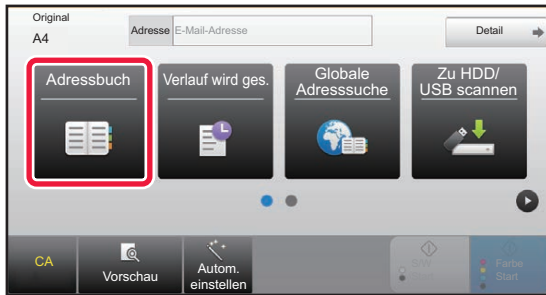 Original
A4
Adresse E-Mail-Adresse
Detail
Adressbuch
Verlauf wird ges.
Globale
Adresssuche
Zu HDD/
USB scannen
CA
Vorschau
Autom.
einstellen
S/W
Start
Farbe
Start